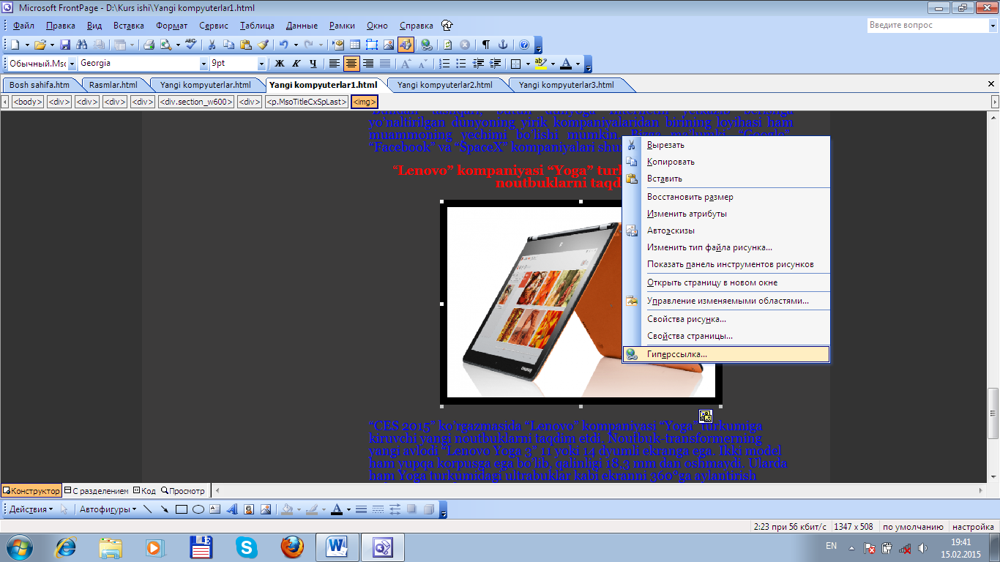 Microsoft FrontPage - D:\Kurs ishi\Yangi kompyuterlar1.html
Файл Правка Вид Вставка Формат Сервис Таблица Данные Рамки Окно Справка
Введите вопрос
Обычный.Mso Georgia 9pt Ж К Ч
Bosh sahifa.htm Rasmlar.html Yangi kompyuterlar.html Yangi kompyuterlar1.html Yangi kompyuterlar2.html Yangi kompyuterlar3.html
<body> <div> <div> <div> <div> <div.section_w600> <div> <p.MsoTitleCxSpLast> <img>
Bundan tashqari, butun dunyoga internetni yetkazib berishga
yo'naltirilgan dunyoning yirik kompaniyalaridan birining loyihasi ham
muammoning yechimi bo'lishi mumkin. Bizga ma'lumki, "Google"
"Facebook" va "SpaceX" kompaniyalari
"Lenovo" kompaniyasi "Yoga"
noutbuklarni
Вырезать
Копировать
Вставить
Восстановить размер
Изменить атрибуты
Автоэскизы
Изменить тип файла рисунка...
Показать панель инструментов рисунков
Открыть страницу в новом окне
Управление изменяемыми областями...
Свойства рисунка...
Свойства страницы...
Гиперссылка...
"CES 2015" ko'rgazmasida "Lenovo" kompaniyasi "Yoga" turkumiga
kiruvchi yangi noutbuklarni taqdim etdi. Noutbuk-transformerning
yangi avlodi "Lenovo Yoga 3" 11 yoki 14 dyumli ekranga ega. Ikki model
ham yupqa korpusga ega bo'lib, qalinligi 18,3 mm dan oshmaydi. Ularda
ham Yoga turkumidagi ultrabuklar kabi ekranni 360°ga aylantirish
Конструктор С разделением Код Просмотр
Действия Автофигуры
2:23 при 56 кбит/с 1347 x 508 по умолчанию настройка
EN
19:41
15.02.2015